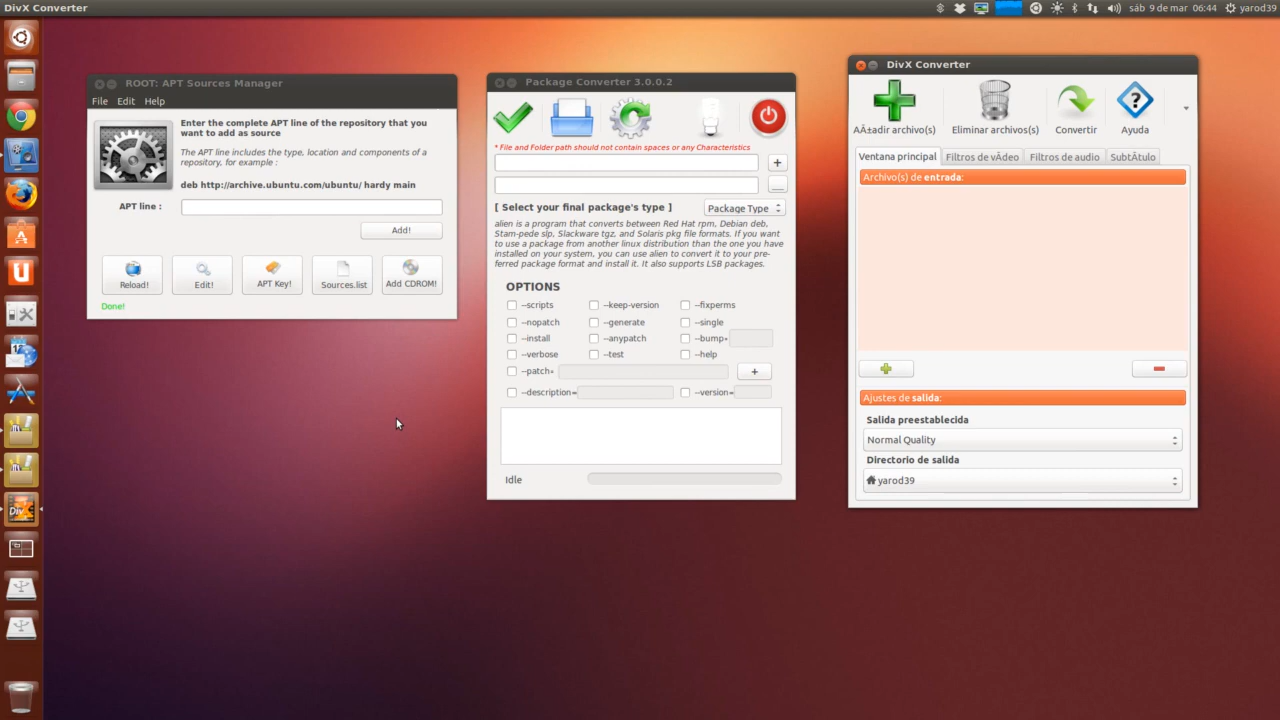 DivX Converter
sáb 9 de mar 06:44 yarod39
ROOT: APT Sources Manager
File Edit Help
Enter the complete APT line of the repository that you
want to add as source
The APT line includes the type, location and components of a
repository, for example :
deb http://archive.ubuntu.com/ubuntu/ hardy main
APT line :
Add!
Reload! Edit! APT Key! Sources.list Add CDROM!
Done!
Package Converter 3.0.0.2
* File and Folder path should not contain spaces or any Characteristics
+
...
[ Select your final package's type ] Package Type
alien is a program that converts between Red Hat rpm, Debian deb,
Stam-pede slp, Slackware tgz, and Solaris pkg file formats. If you want
to use a package from another linux distribution than the one you have
installed on your system, you can use alien to convert it to your pre-
ferred package format and install it. It also supports LSB packages.
OPTIONS
--scripts --keep-version --fixperms
--nopatch --generate --single
--install --anypatch --bump=
--verbose --test --help
--patch= +
--description= --version=
Idle
DivX Converter
AÃ±adir archivo(s) Eliminar archivos(s) Convertir Ayuda
Ventana principal Filtros de vÃdeo Filtros de audio SubtÃtulo
Archivo(s) de entrada:
Ajustes de salida:
Salida preestablecida
Normal Quality
Directorio de salida
yarod39